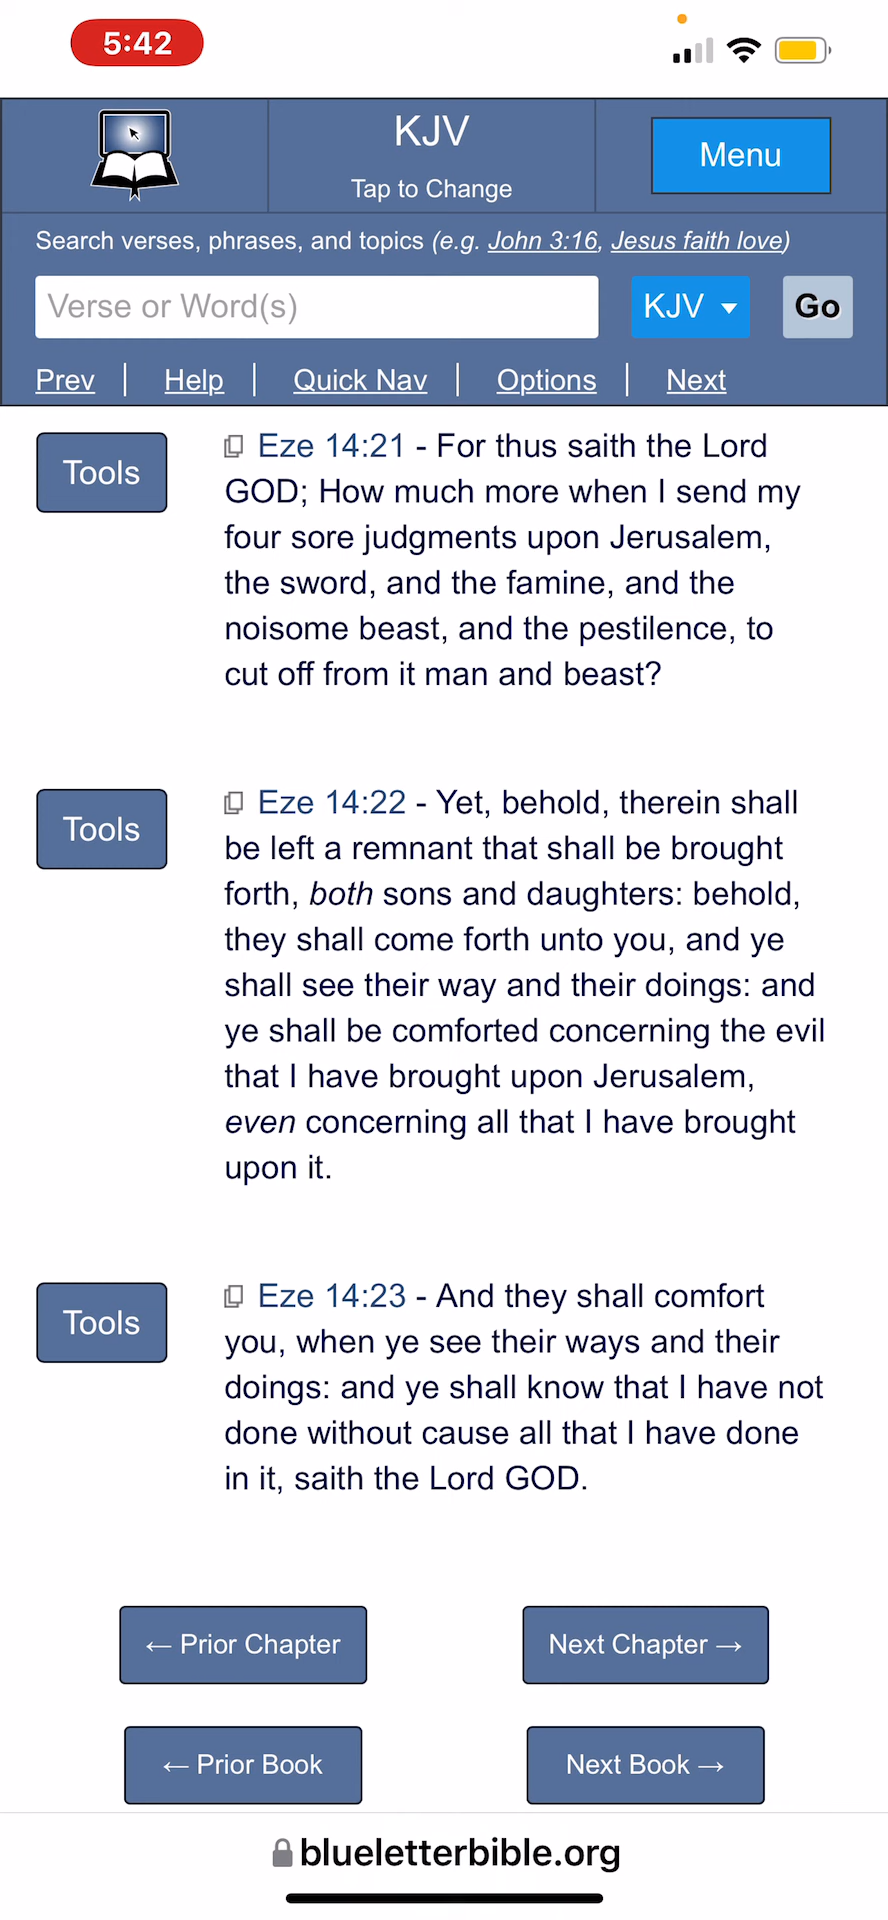 5:42
KJV
Tap to Change
Menu
Search verses, phrases, and topics (e.g. John 3:16, Jesus faith love)
Verse or Word(s)
KJV
Go
Prev | Help | Quick Nav | Options | Next
Tools
Eze 14:21 - For thus saith the Lord
GOD; How much more when I send my
four sore judgments upon Jerusalem,
the sword, and the famine, and the
noisome beast, and the pestilence, to
cut off from it man and beast?
Tools
Eze 14:22 - Yet, behold, therein shall
be left a remnant that shall be brought
forth, both sons and daughters: behold,
they shall come forth unto you, and ye
shall see their way and their doings: and
ye shall be comforted concerning the evil
that I have brought upon Jerusalem,
even concerning all that I have brought
upon it.
Tools
Eze 14:23 - And they shall comfort
you, when ye see their ways and their
doings: and ye shall know that I have not
done without cause all that I have done
in it, saith the Lord GOD.
← Prior Chapter
Next Chapter →
← Prior Book
Next Book →
blueletterbible.org